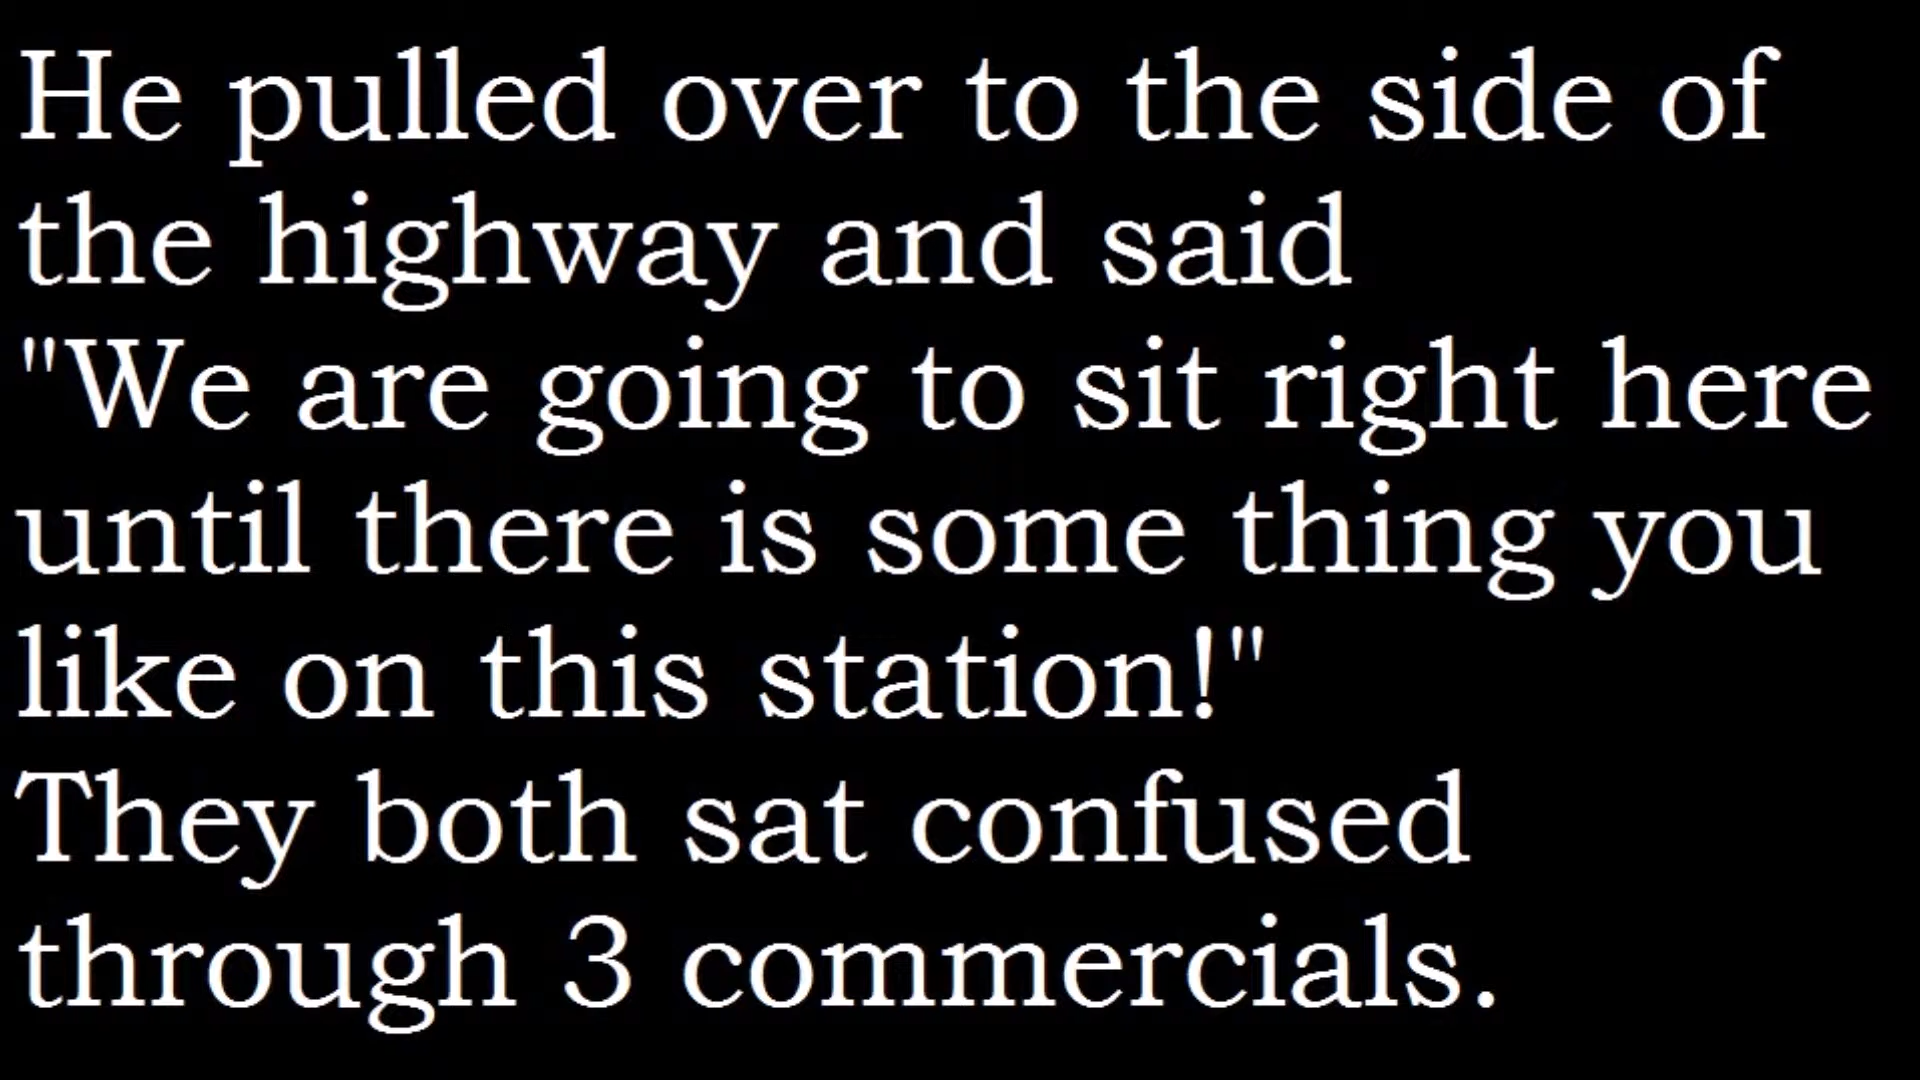 He pulled over to the side of
the highway and said
"We are going to sit right here
until there is some thing you
like on this station!"
They both sat confused
through 3 commercials.